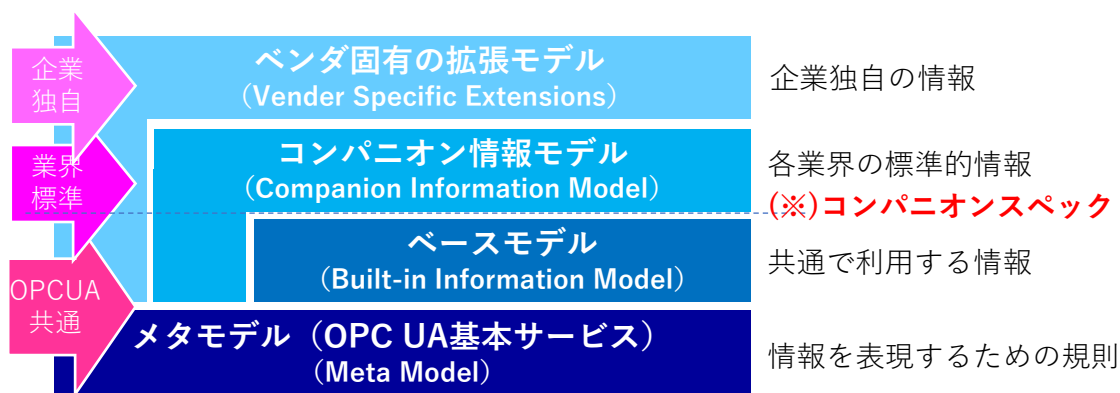 企業
独自
ベンダ固有の拡張モデル
(Vender Specific Extensions)
企業独自の情報
業界
標準
コンパニオン情報モデル
(Companion Information Model)
各業界の標準的情報
(※)コンパニオンスペック
OPCUA
共通
ベースモデル
(Built-in Information Model)
共通で利用する情報
メタモデル（OPC UA基本サービス）
(Meta Model)
情報を表現するための規則